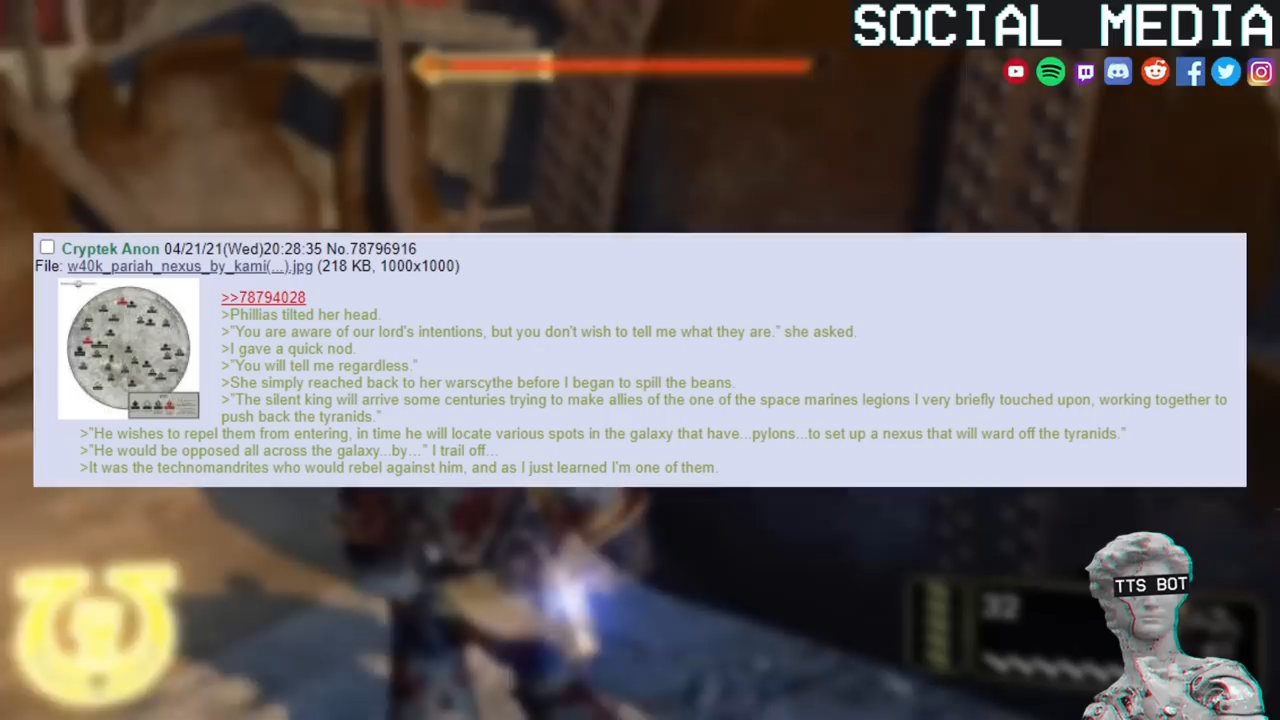 SOCIAL MEDIA
Cryptek Anon 04/21/21(Wed)20:28:35 No.78796916
File: w40k_pariah_nexus_by_kami(...).jpg (218 KB, 1000x1000)
>>78794028
>Phillias tilted her head.
>"You are aware of our lord's intentions, but you don't wish to tell me what they are." she asked.
>I gave a quick nod.
>"You will tell me regardless."
>She simply reached back to her warscythe before I began to spill the beans.
>"The silent king will arrive some centuries trying to make allies of the one of the space marines legions I very briefly touched upon, working together to
push back the tyranids."
>"He wishes to repel them from entering, in time he will locate various spots in the galaxy that have...pylons...to set up a nexus that will ward off the tyranids."
>"He would be opposed all across the galaxy...by..." I trail off...
>It was the technomandrites who would rebel against him, and as I just learned I'm one of them.
TTS BOT
32